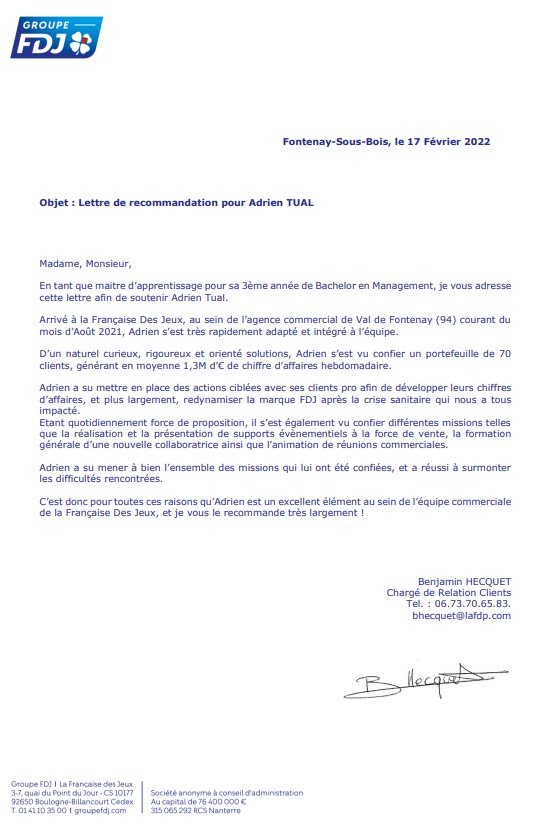 GROUPE
FDJ
Fontenay-Sous-Bois, le 17 Février 2022
Objet : Lettre de recommandation pour Adrien TUAL
Madame, Monsieur,
En tant que maitre d’apprentissage pour sa 3ème année de Bachelor en Management, je vous adresse
cette lettre afin de soutenir Adrien Tual.
Arrivé à la Française Des Jeux, au sein de l’agence commercial de Val de Fontenay (94) courant du
mois d’Août 2021, Adrien s’est très rapidement adapté et intégré à l’équipe.
D’un naturel curieux, rigoureux et orienté solutions, Adrien s’est vu confier un portefeuille de 70
clients, générant en moyenne 1,3M d’€ de chiffre d’affaires hebdomadaire.
Adrien a su mettre en place des actions ciblées avec ses clients pro afin de développer leurs chiffres
d’affaires, et plus largement, redynamiser la marque FDJ après la crise sanitaire qui nous a tous
impacté.
Etant quotidiennement force de proposition, il s’est également vu confier différentes missions telles
que la réalisation et la présentation de supports évènementiels à la force de vente, la formation
générale d’une nouvelle collaboratrice ainsi que l’animation de réunions commerciales.
Adrien a su mener à bien l’ensemble des missions qui lui ont été confiées, et a réussi à surmonter
les difficultés rencontrées.
C’est donc pour toutes ces raisons qu’Adrien est un excellent élément au sein de l’équipe commerciale
de la Française Des Jeux, et je vous le recommande très largement !
Benjamin HECQUET
Chargé de Relation Clients
Tel. : 06.73.70.65.83.
bhecquet@lafdp.com
B Hecquet
Groupe FDJ I La Française des Jeux
3-7, quai du Point du Jour - CS 10177
92650 Boulogne-Billancourt Cedex
T. 01 41 10 35 00 I groupefdj.com
Société anonyme à conseil d’administration
Au capital de 76 400 000 €
315 065 292 RCS Nanterre